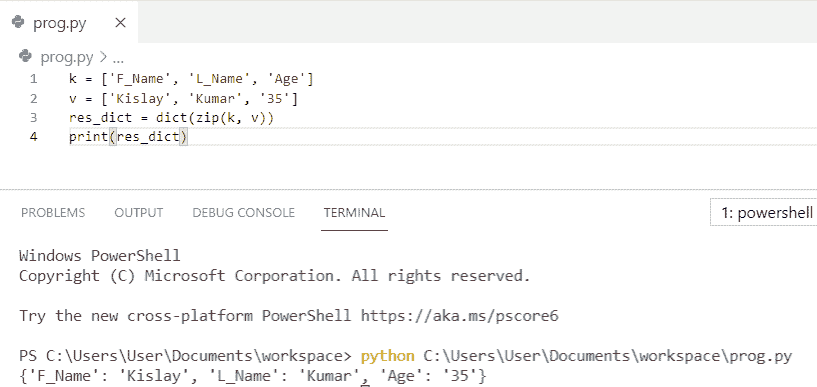 prog.py ×
prog.py > ...
1 k = ['F_Name', 'L_Name', 'Age']
2 v = ['Kislay', 'Kumar', '35']
3 res_dict = dict(zip(k, v))
4 print(res_dict)
PROBLEMS OUTPUT DEBUG CONSOLE TERMINAL 1: powershell
Windows PowerShell
Copyright (C) Microsoft Corporation. All rights reserved.
Try the new cross-platform PowerShell https://aka.ms/pscore6
PS C:\Users\User\Documents\workspace> python C:\Users\User\Documents\workspace\prog.py
{'F_Name': 'Kislay', 'L_Name': 'Kumar', 'Age': '35'}